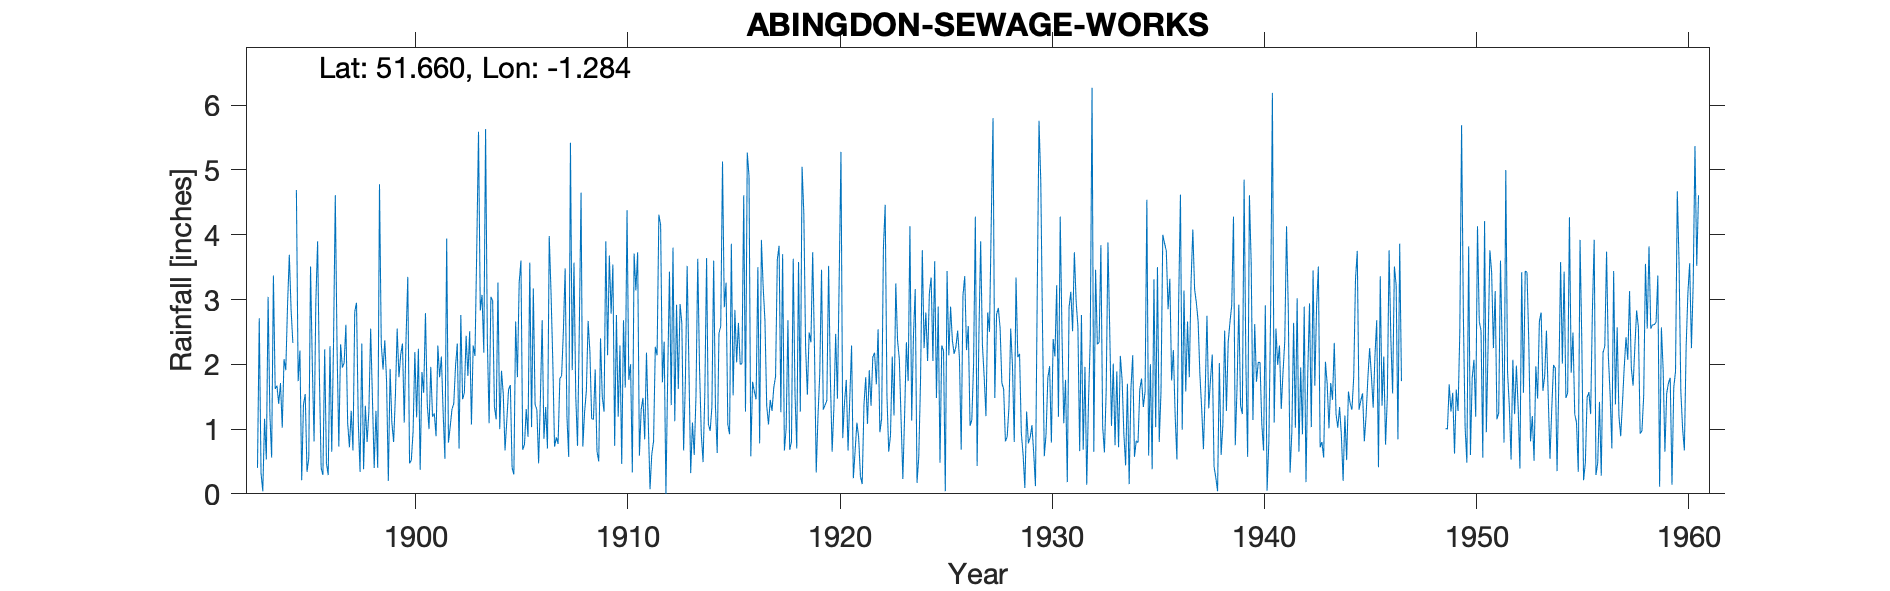 ABINGDON-SEWAGE-WORKS
Lat: 51.660, Lon: -1.284
Rainfall [inches]
6
5
4
3
2
1
0
1900 1910 1920 1930 1940 1950 1960
Year